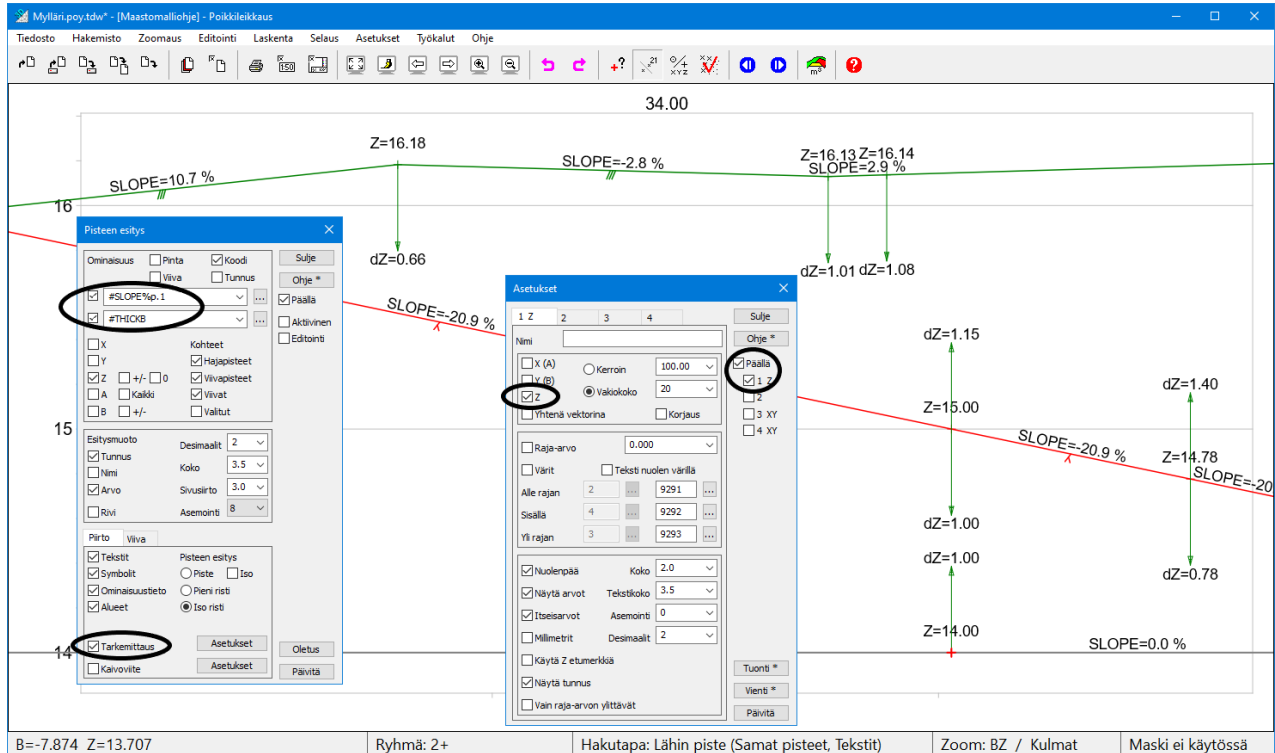 Mylläri.poy.tdw* - [Maastomalliohje] - Poikkileikkaus
Tiedosto Hakemisto Zoomaus Editointi Laskenta Selaus Asetukset Työkalut Ohje
34.00
Z=16.18
SLOPE=-2.8 %
Z=16.13 Z=16.14
SLOPE=2.9 %
SLOPE=10.7 %
16
dZ=0.66
dZ=1.01 dZ=1.08
SLOPE=-20.9 %
Pisteen esitys
Ominaisuus Pinta Koodi Sulje
Viiva Tunnus Ohje *
#SLOPE%p.1 ... Päällä
#THICKB ... Aktiivinen
X Kohteet Editointi
Y Hajapisteet
Z +/- 0 Viivapisteet
A Kaikki Viivat
B +/- Valitut
Esitysmuoto Desimaalit 2
Tunnus
Nimi Koko 3.5
Arvo Sivusiirto 3.0
Rivi Asemointi 8
Piirto Viiva
Tekstit Pisteen esitys
Symbolit Piste Iso
Ominaisuustieto Pieni risti
Alueet Iso risti
Tarkemittaus Asetukset Oletus
Kaivoviite Asetukset Päivitä
15
14
Asetukset
1 Z 2 3 4 Sulje
Nimi Ohje *
X (A) Kerroin 100.00 Päällä
Y (B) 1 Z
Z Vakiokoko 20 2
Yhtenä vektorina Korjaus 3 XY
4 XY
Raja-arvo 0.000
Värit Teksti nuolen värillä
Alle rajan 2 ... 9291 ...
Sisällä 4 ... 9292 ...
Yli rajan 3 ... 9293 ...
Nuolenpää Koko 2.0
Näytä arvot Tekstikoko 3.5
Itseisarvot Asemointi 0
Millimetrit Desimaalit 2
Käytä Z etumerkkiä
Näytä tunnus Tuonti *
Vienti *
Vain raja-arvon ylittävät Päivitä
dZ=1.15
dZ=1.40
Z=15.00
SLOPE=-20.9 %
Z=14.78
SLOPE=-20
dZ=1.00
dZ=1.00
dZ=0.78
Z=14.00
SLOPE=0.0 %
B=-7.874 Z=13.707 Ryhmä: 2+ Hakutapa: Lähin piste (Samat pisteet, Tekstit) Zoom: BZ / Kulmat Maski ei käytössä